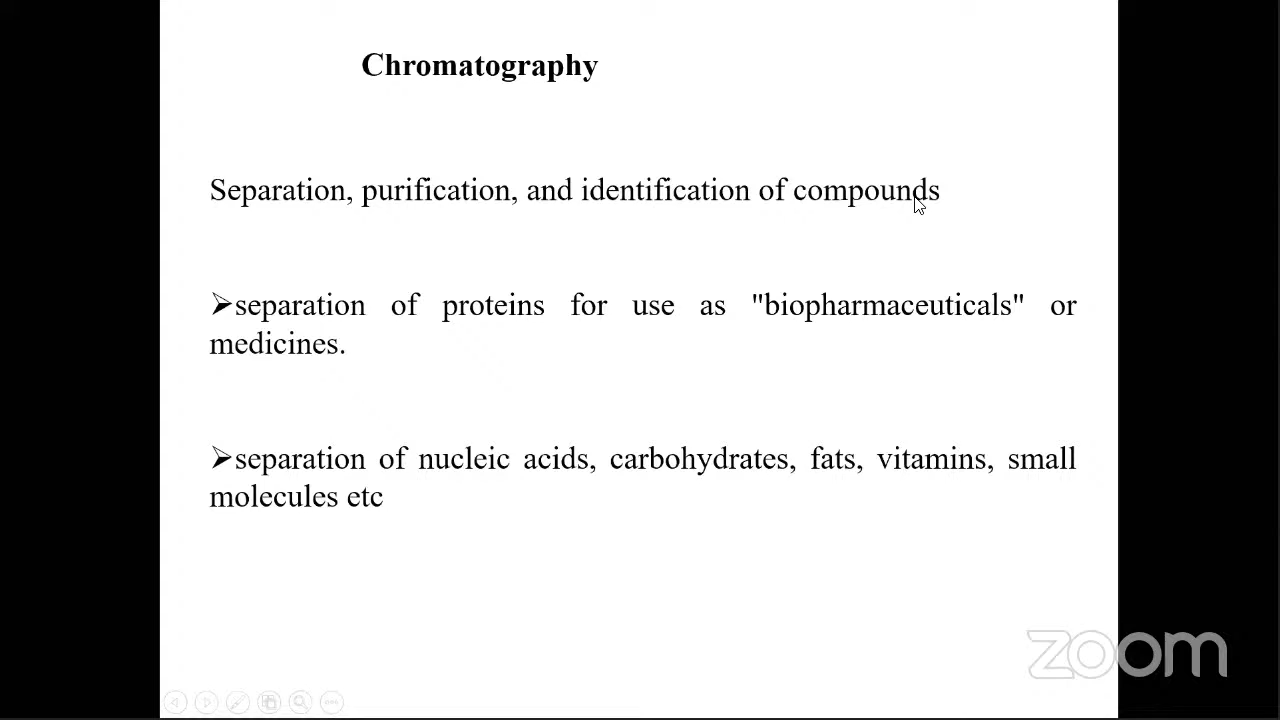 Chromatography
Separation, purification, and identification of compounds
➢separation of proteins for use as "biopharmaceuticals" or
medicines.
➢separation of nucleic acids, carbohydrates, fats, vitamins, small
molecules etc
zoom